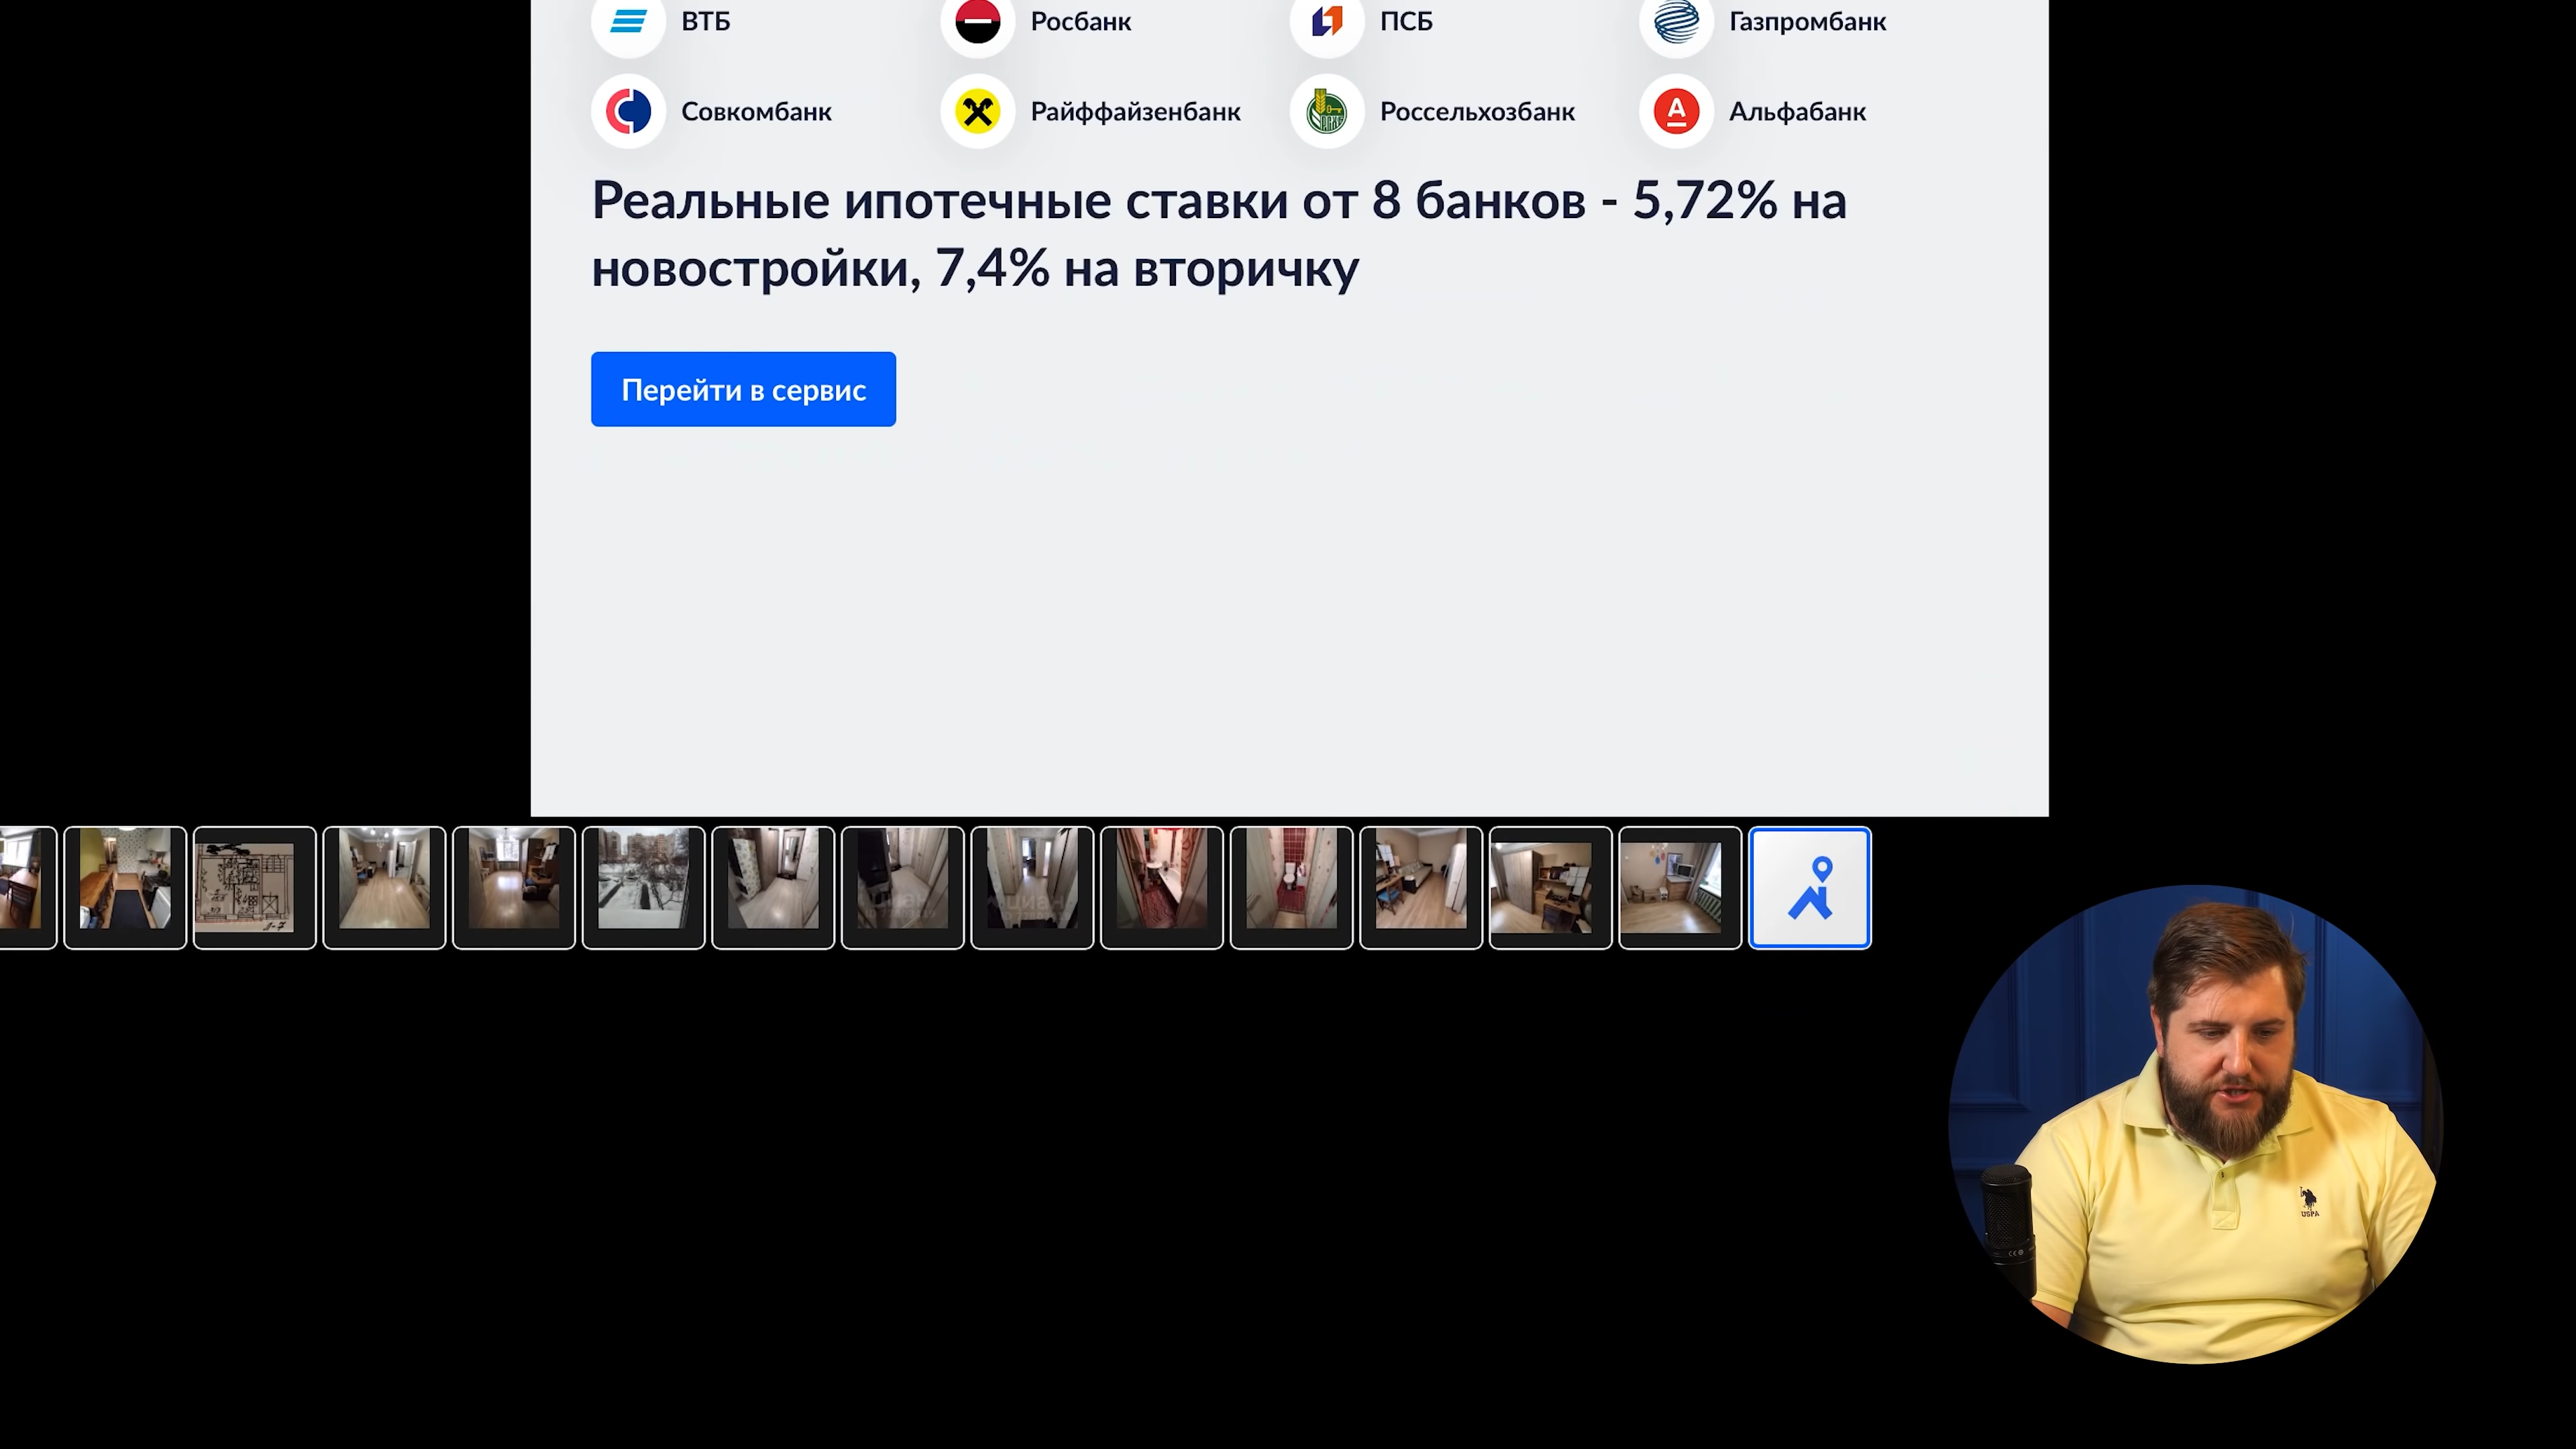 ВТБ
Росбанк
ПСБ
Газпромбанк
Совкомбанк
Райффайзенбанк
Россельхозбанк
Альфабанк
Реальные ипотечные ставки от 8 банков - 5,72% на
новостройки, 7,4% на вторичку
Перейти в сервис
USPA